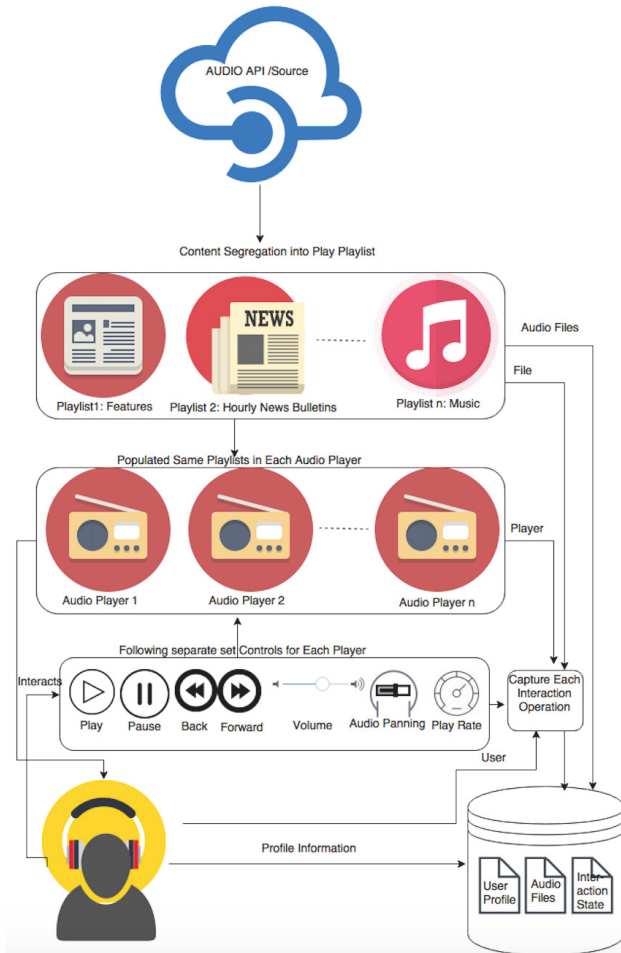 AUDIO API /Source
Content Segregation into Play Playlist
NEWS
Playlist1: Features
Playlist 2: Hourly News Bulletins
Playlist n: Music
Audio Files
File
Populated Same Playlists in Each Audio Player
Audio Player 1
Audio Player 2
Audio Player n
Player
Following separate set Controls for Each Player
Interacts
Play
Pause
Back
Forward
Volume
Audio Panning
Play Rate
Capture Each
Interaction
Operation
User
Profile Information
User
Profile
Audio
Files
Inter-
action
State